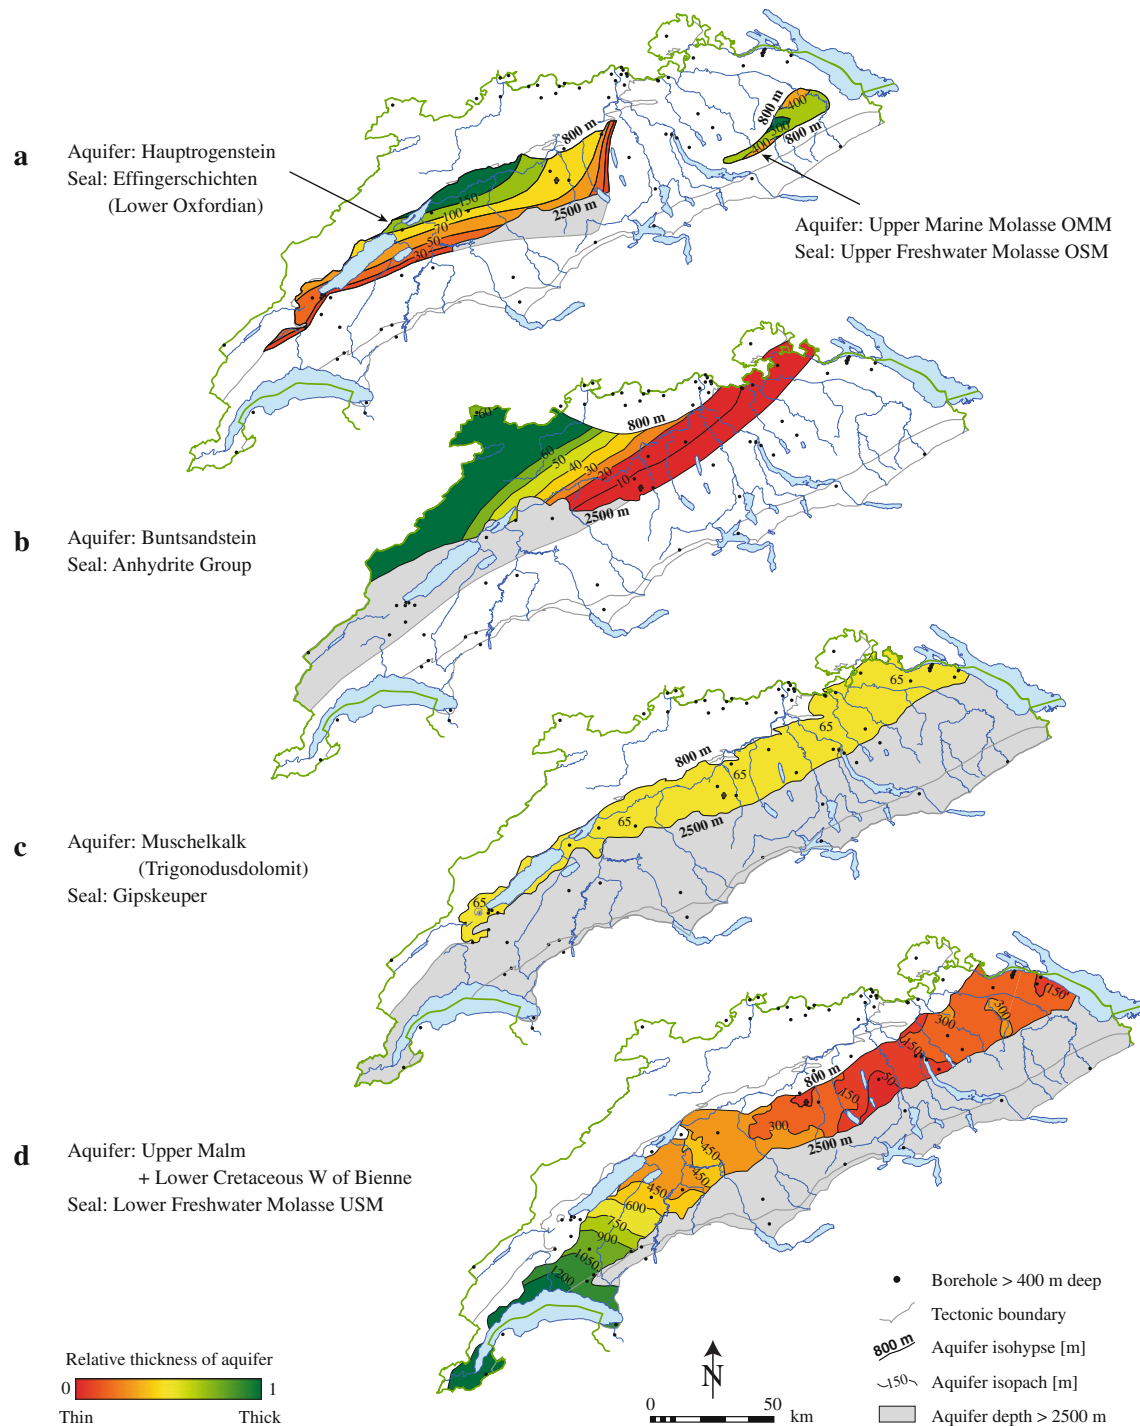 a
Aquifer: Hauptrogenstein
Seal: Effingerschichten
(Lower Oxfordian)
800 m
150
100
70
50
30
2500 m
800 m
400
500
400
800 m
Aquifer: Upper Marine Molasse OMM
Seal: Upper Freshwater Molasse OSM
b
Aquifer: Buntsandstein
Seal: Anhydrite Group
60
800 m
60
50
40
30
20
10
2500 m
c
Aquifer: Muschelkalk
(Trigonodusdolomit)
Seal: Gipskeuper
65
65
800 m
65
65
2500 m
65
d
Aquifer: Upper Malm
+ Lower Cretaceous W of Bienne
Seal: Lower Freshwater Molasse USM
150
300
300
150
800 m
50
150
300
2500 m
450
450
450
600
750
900
1050
1200
Relative thickness of aquifer
0 1
Thin Thick
N
0 50
km
Borehole > 400 m deep
Tectonic boundary
800 m Aquifer isohypse [m]
150 Aquifer isopach [m]
Aquifer depth > 2500 m